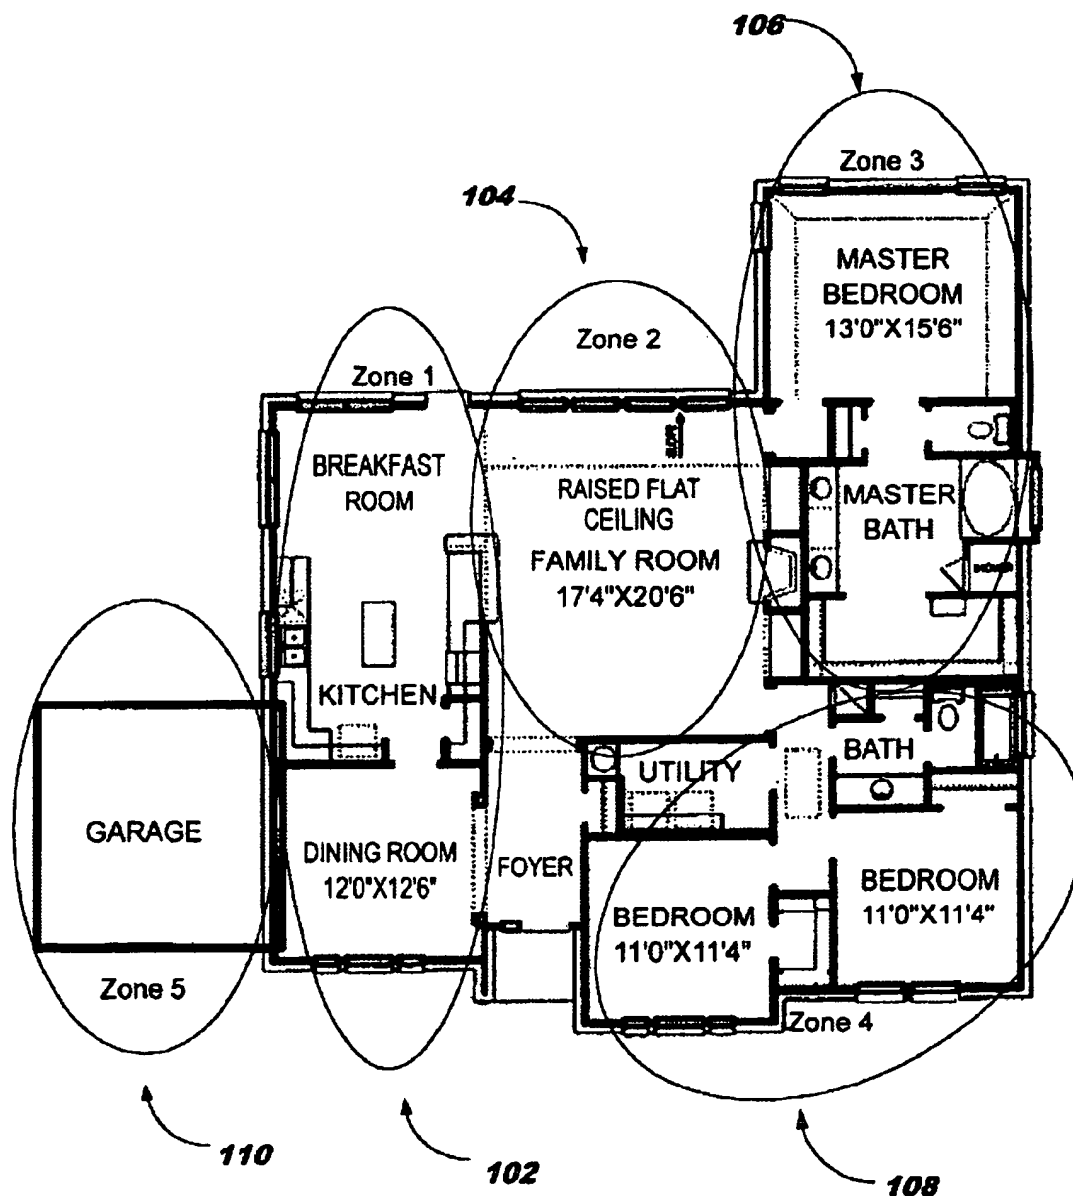 106
Zone 3
104
MASTER
BEDROOM
13'0"X15'6"
Zone 2
Zone 1
SLOPE
BREAKFAST
ROOM
RAISED FLAT
CEILING
MASTER
BATH
FAMILY ROOM
17'4"X20'6"
SHOWER
KITCHEN
BATH
UTILITY
GARAGE
DINING ROOM
12'0"X12'6"
FOYER
BEDROOM
11'0"X11'4"
BEDROOM
11'0"X11'4"
Zone 5
Zone 4
110
102
108